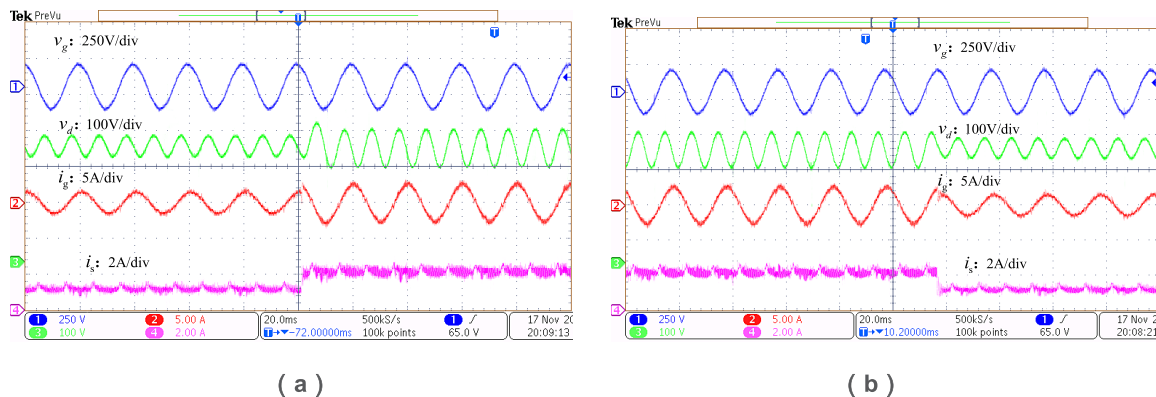 Tek PreVu
T
T
v_g: 250V/div
1
v_d: 100V/div
i_g: 5A/div
2
3
i_s: 2A/div
4
1 250 V 2 5.00 A 20.0ms 500kS/s 1 17 Nov 20
3 100 V 4 2.00 A T→▼−72.00000ms 100k points 65.0 V 20:09:13
(a)
Tek PreVu
T
T
v_g: 250V/div
1
v_d: 100V/div
i_g: 5A/div
2
3
i_s: 2A/div
4
1 250 V 2 5.00 A 20.0ms 500kS/s 1 17 Nov 2
3 100 V 4 2.00 A T→▼10.20000ms 100k points 65.0 V 20:08:21
(b)